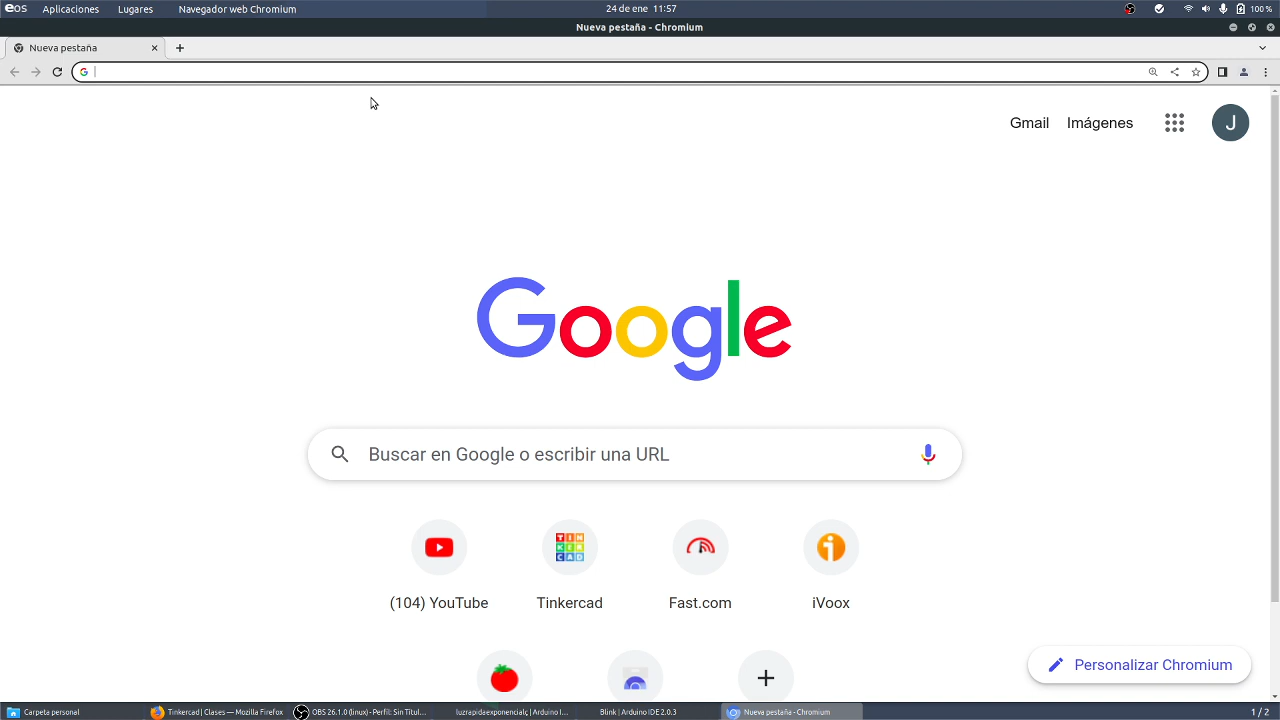 eos Aplicaciones Lugares Navegador web Chromium 24 de ene 11:57 100 %
Nueva pestaña - Chromium
Nueva pestaña
G
Gmail Imágenes J
Google
Buscar en Google o escribir una URL
TINKERCAD
(104) YouTube Tinkercad Fast.com iVoox
Personalizar Chromium
Carpeta personal Tinkercad | Clases — Mozilla Firefox OBS 26.1.0 (linux) - Perfil: Sin Títul... luzrapidaexponencialç | Arduino I... Blink | Arduino IDE 2.0.3 Nueva pestaña - Chromium 1 / 2